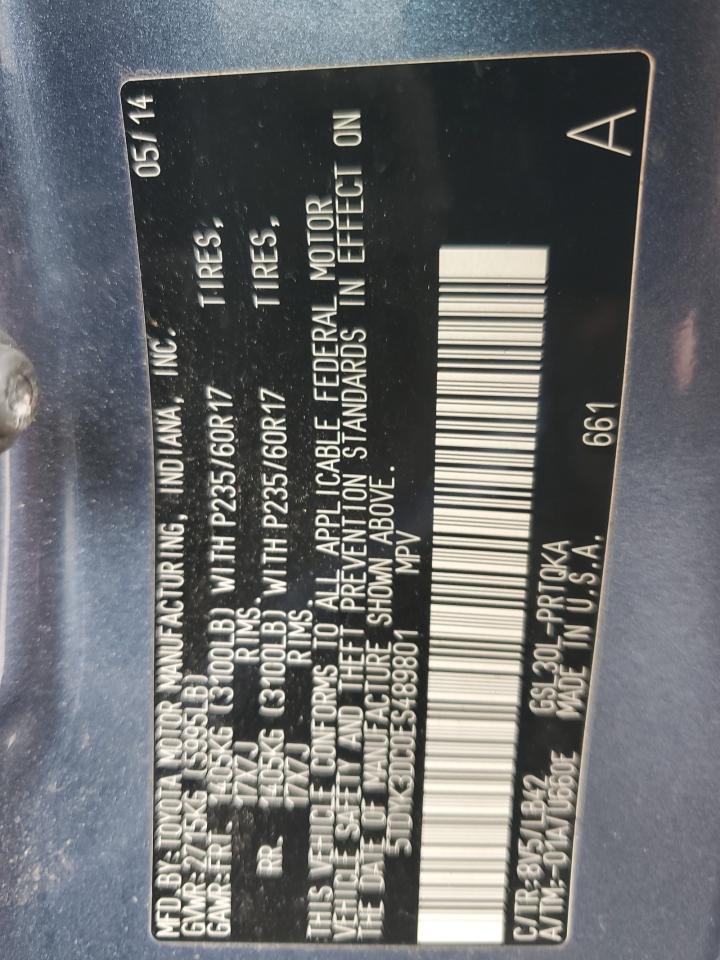 MFD BY:TOYOTA MOTOR MANUFACTURING, INDIANA, INC. 05/14
GVWR:2715KG (5995LB)
GAWR:FRT. 1405KG (3100LB) WITH P235/60R17 TIRES,
17X7J RIMS.
RR. 1405KG (3100LB) WITH P235/60R17 TIRES,
17X7J RIMS.
THIS VEHICLE CONFORMS TO ALL APPLICABLE FEDERAL MOTOR
VEHICLE SAFETY AND THEFT PREVENTION STANDARDS IN EFFECT ON
THE DATE OF MANUFACTURE SHOWN ABOVE.
5TDYK3DC0ES489801 MPV
C/TR:8V5/LB42 GSL30L-PRTQKA
A/TM:-01A/U660E MADE IN U.S.A. 661 A